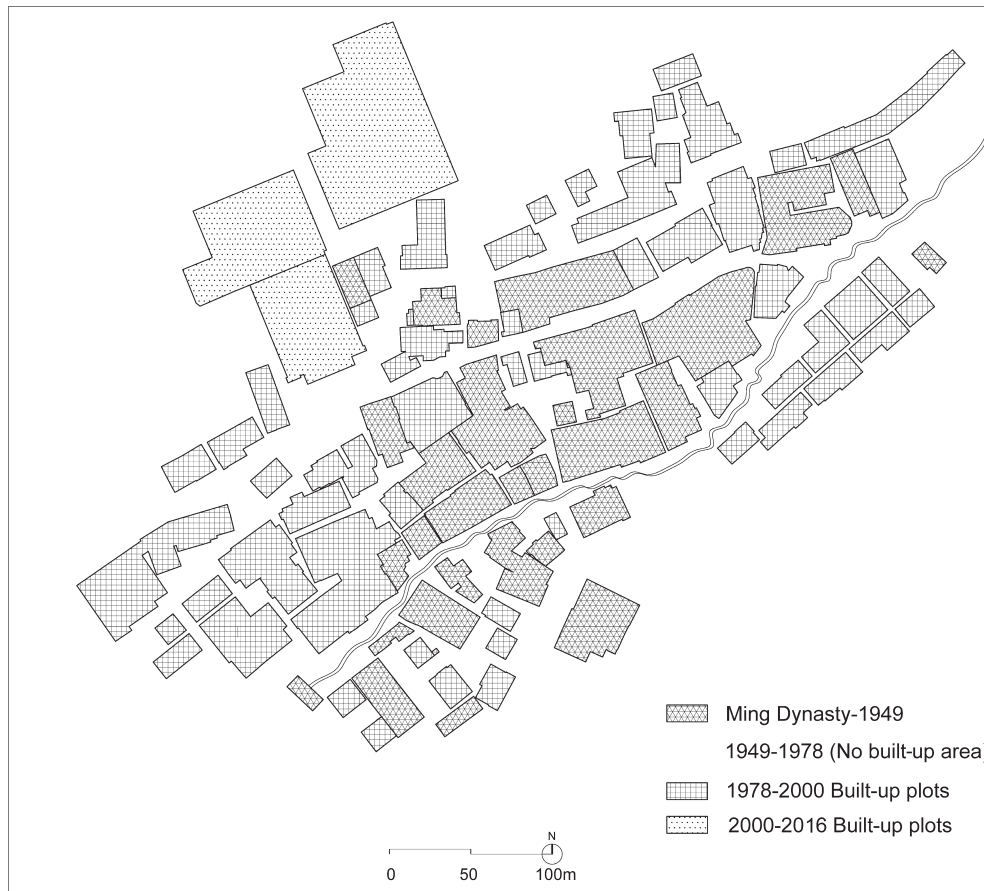 Ming Dynasty-1949
1949-1978 (No built-up area)
1978-2000 Built-up plots
2000-2016 Built-up plots
N
0 50 100m